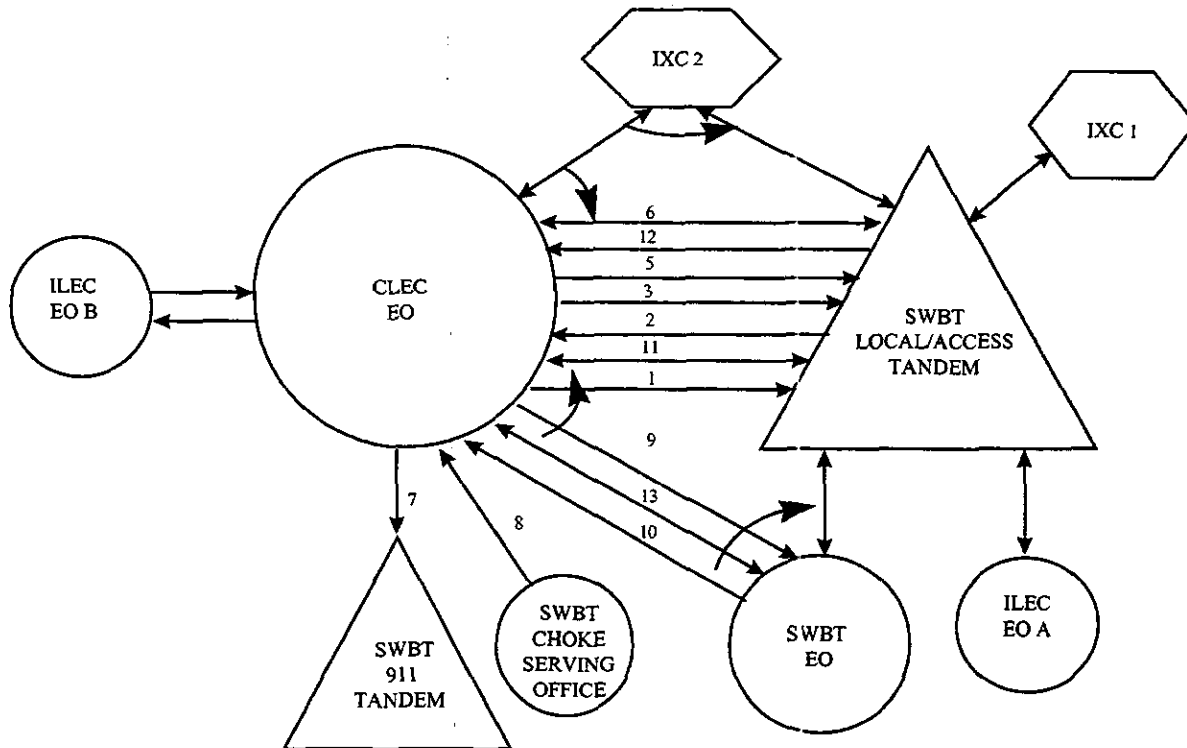 IXC 2
IXC 1
6
12
5
3
2
11
1
ILEC
EO B
CLEC
EO
SWBT
LOCAL/ACCESS
TANDEM
9
13
10
7
8
SWBT
911
TANDEM
SWBT
CHOKE
SERVING
OFFICE
SWBT
EO
ILEC
EO A